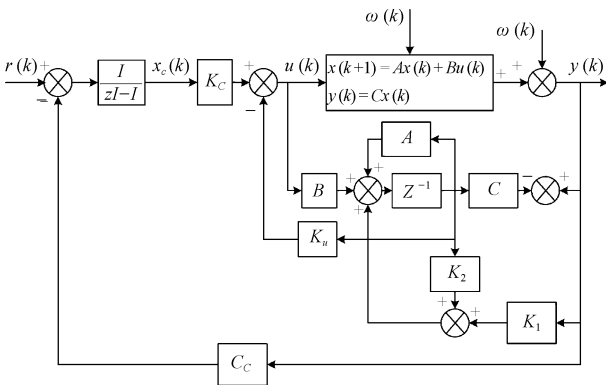 ω(k)
ω(k)
r(k) + −
I
zI−I
x_c(k)
K_C
+ −
u(k)
x(k+1)=Ax(k)+Bu(k)
y(k)=Cx(k)
+ +
y(k)
A
B
+ + +
Z⁻¹
C
− +
K_u
K_2
+ +
K_1
C_C